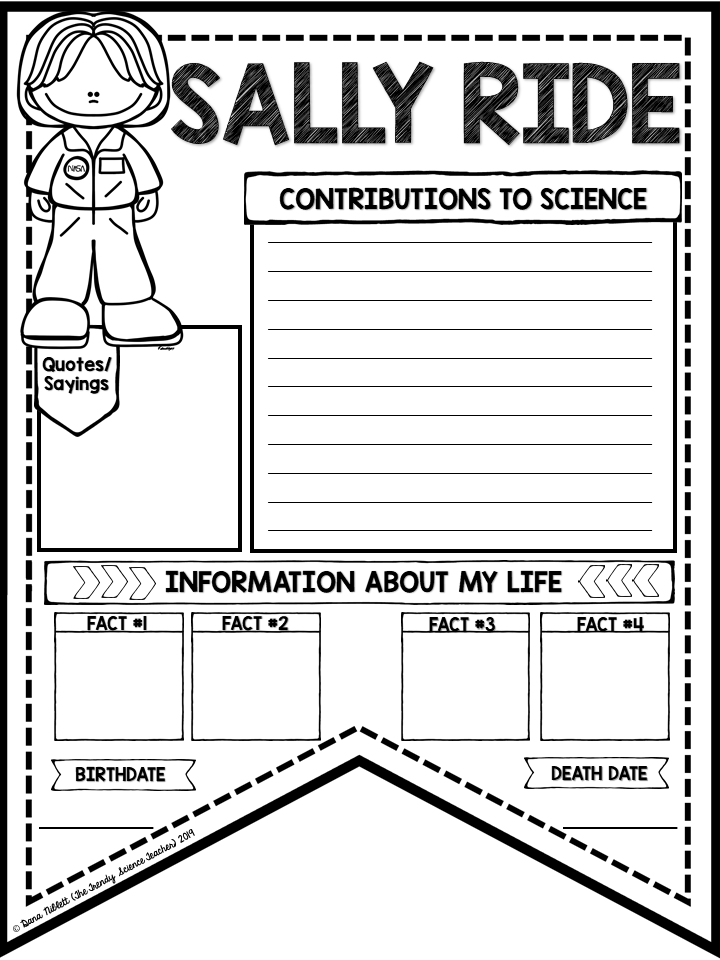 SALLY RIDE
NASA
CONTRIBUTIONS TO SCIENCE
Quotes/
Sayings
INFORMATION ABOUT MY LIFE
FACT #1
FACT #2
FACT #3
FACT #4
BIRTHDATE
DEATH DATE
© Dana Niblett (The Trendy Science Teacher) 2019